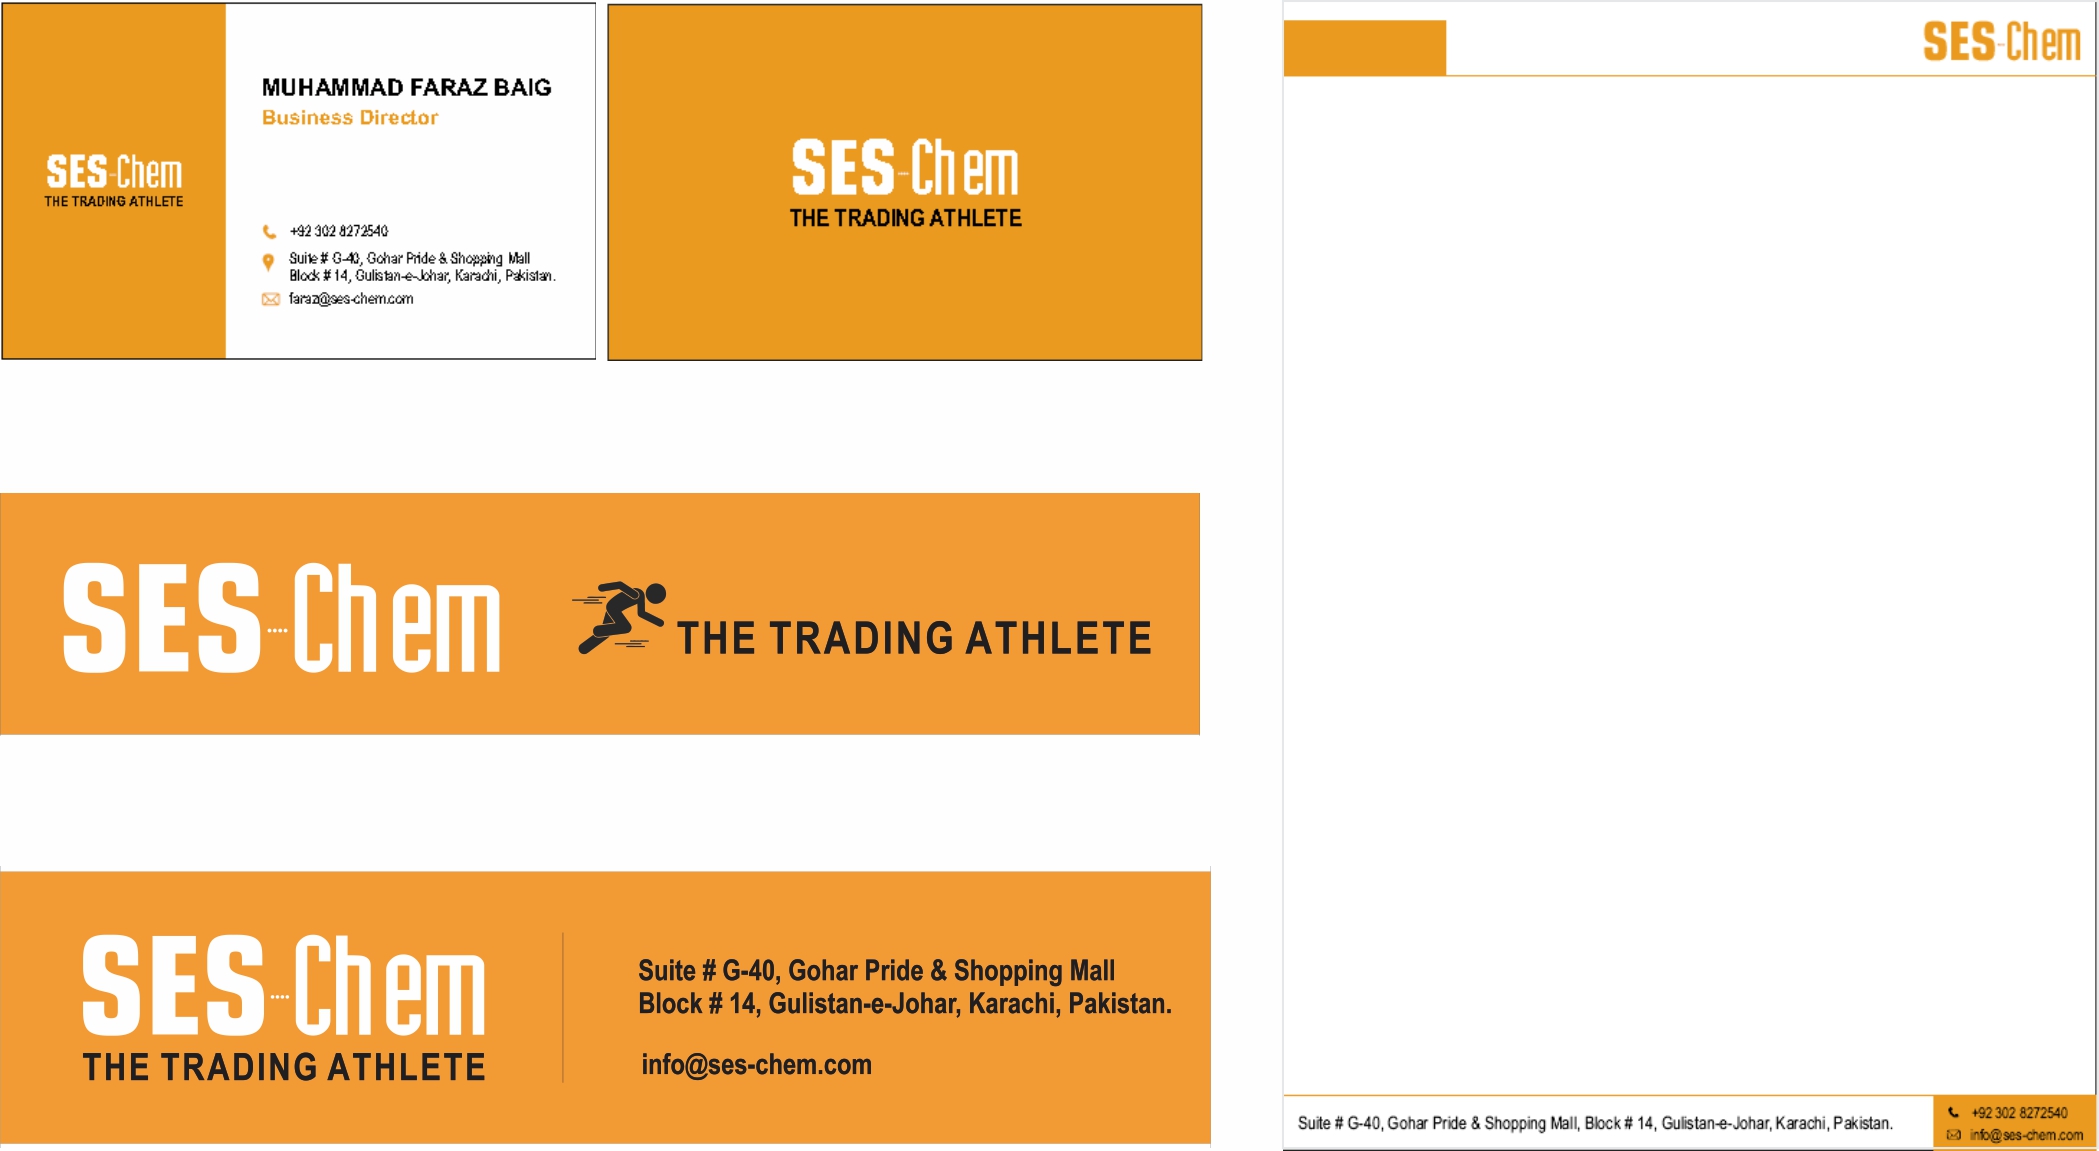 SES-Chem
THE TRADING ATHLETE
MUHAMMAD FARAZ BAIG
Business Director
+92 302 8272540
Suite # G-40, Gohar Pride & Shopping Mall
Block # 14, Gulistan-e-Johar, Karachi, Pakistan.
faraz@ses-chem.com
SES-Chem
THE TRADING ATHLETE
SES-Chem
THE TRADING ATHLETE
SES-Chem
THE TRADING ATHLETE
Suite # G-40, Gohar Pride & Shopping Mall
Block # 14, Gulistan-e-Johar, Karachi, Pakistan.
info@ses-chem.com
SES-Chem
Suite # G-40, Gohar Pride & Shopping Mall, Block # 14, Gulistan-e-Johar, Karachi, Pakistan.
+92 302 8272540
info@ses-chem.com